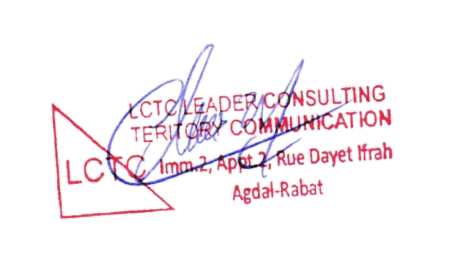 LCTC LEADER CONSULTING
TERITORY COMMUNICATION
LCTC Imm.2, Appt.2, Rue Dayet Ifrah
Agdal-Rabat